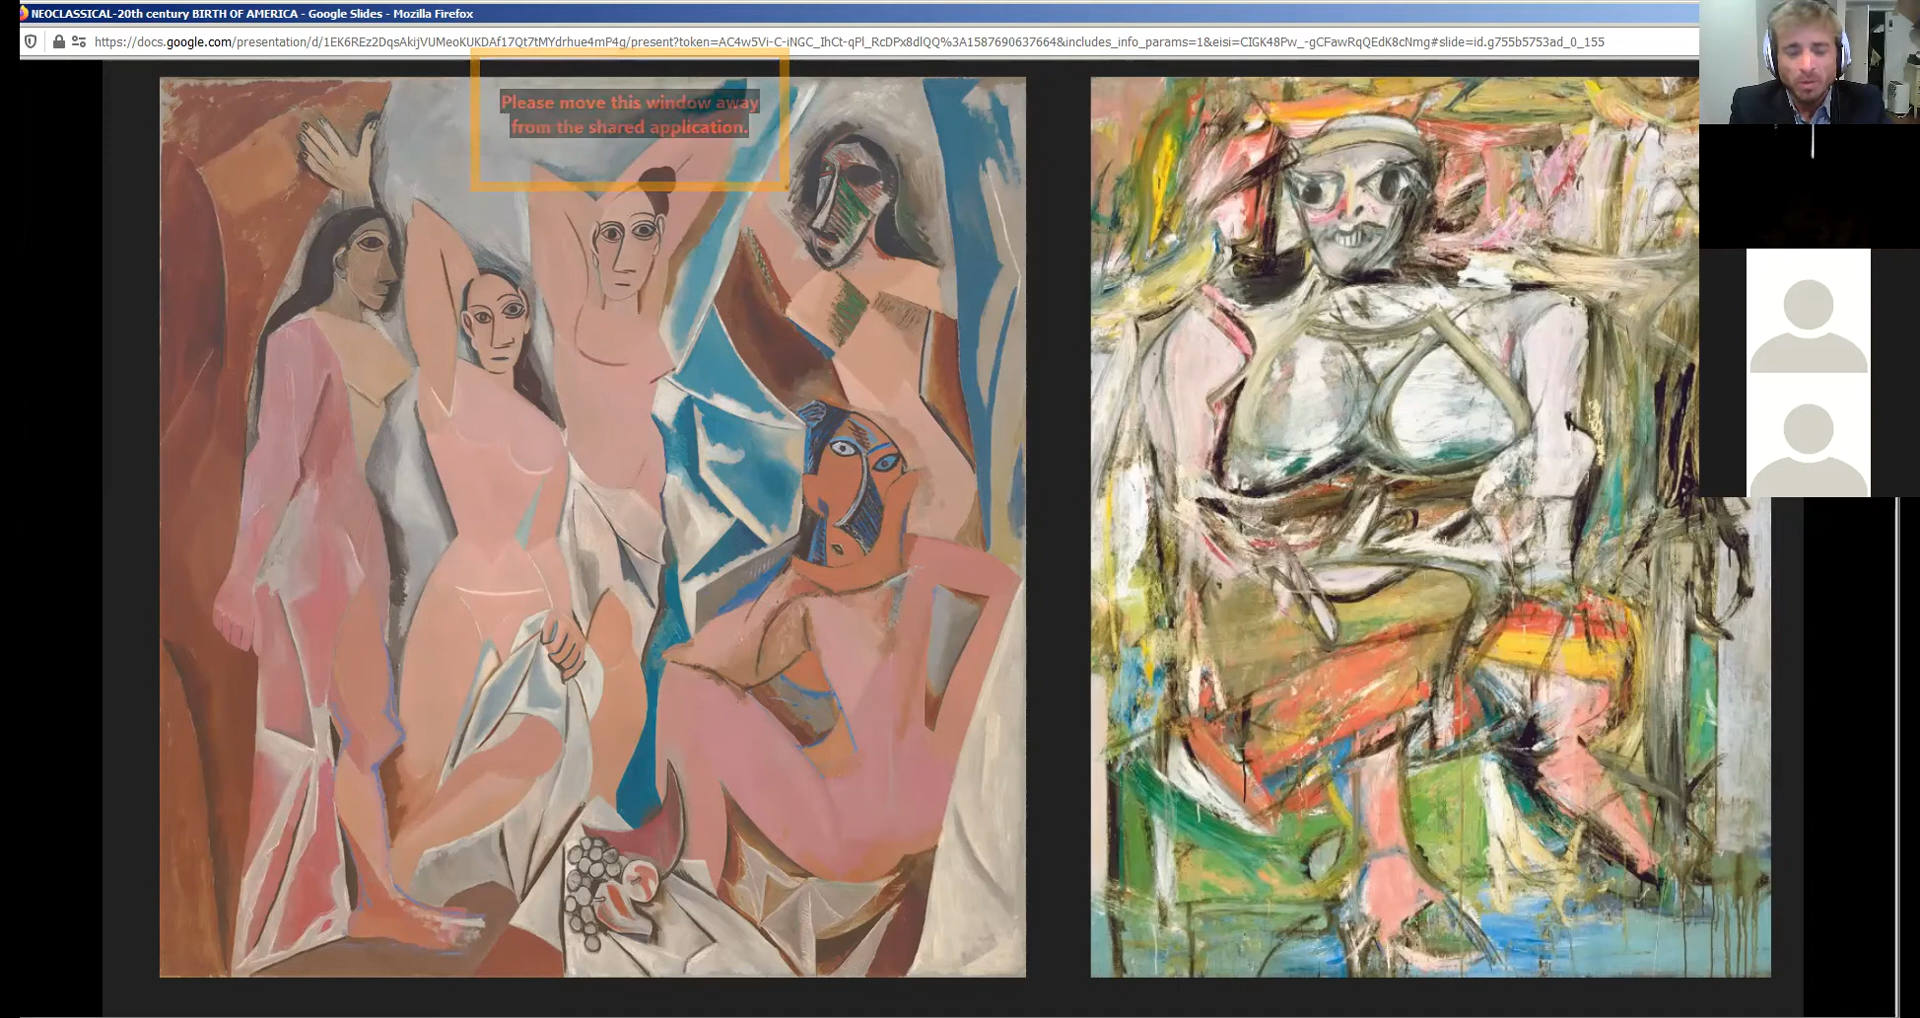 NEOCLASSICAL-20th century BIRTH OF AMERICA - Google Slides - Mozilla Firefox
https://docs.google.com/presentation/d/1EK6REz2DqsAkijVUMeoKUKDAf17Qt7tMYdrhue4mP4g/present?token=AC4w5Vi-C-iNGC_IhCt-qPl_RcDPx8dlQQ%3A1587690637664&includes_info_params=1&eisi=CIGK48Pw_-gCFawRqQEdK8cNmg#slide=id.g755b5753ad_0_155
Please move this window away
from the shared application.